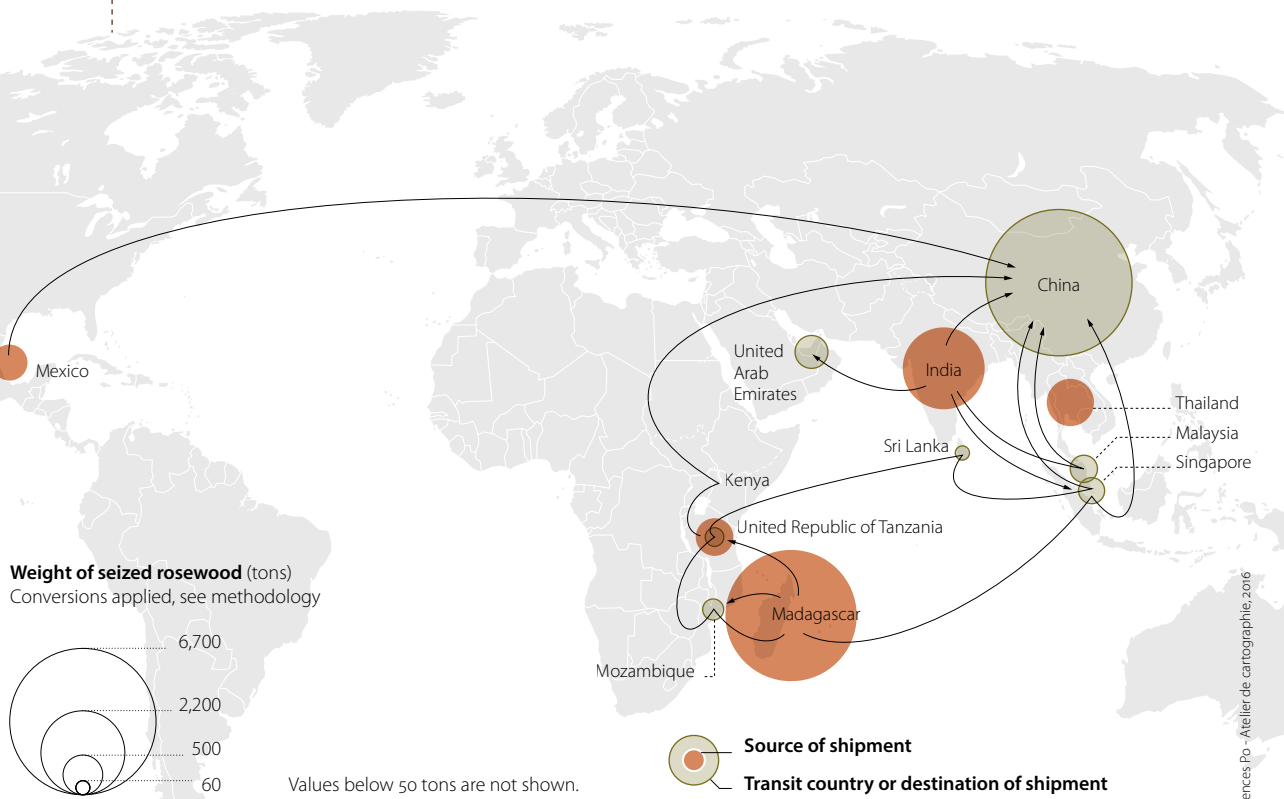 China
United
Arab
Emirates
India
Mexico
Thailand
Malaysia
Sri Lanka
Singapore
Kenya
United Republic of Tanzania
Weight of seized rosewood (tons)
Conversions applied, see methodology
Madagascar
6,700
Mozambique
2,200
500
60
Source of shipment
Transit country or destination of shipment
Values below 50 tons are not shown.
Po - Atelier de cartographie, 2016